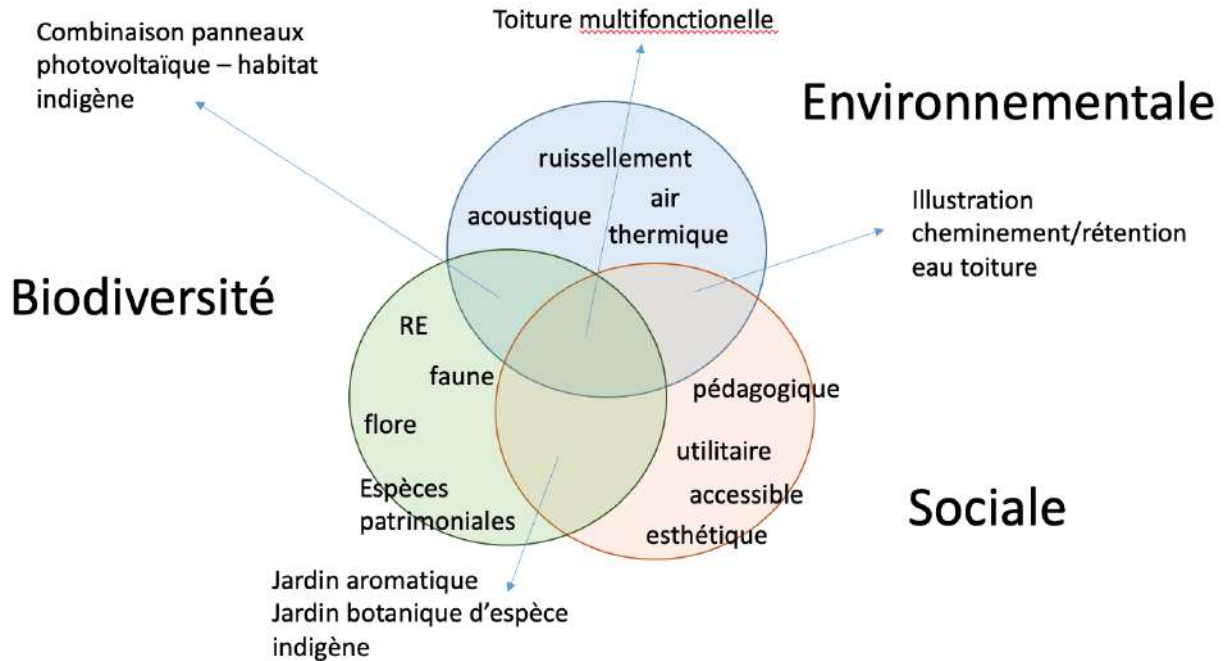 Toiture multifonctionelle
Combinaison panneaux
photovoltaïque – habitat
indigène
Environnementale
ruissellement
air
acoustique
thermique
Illustration
cheminement/rétention
eau toiture
Biodiversité
RE
faune
flore
Espèces
patrimoniales
pédagogique
utilitaire
accessible
esthétique
Sociale
Jardin aromatique
Jardin botanique d’espèce
indigène